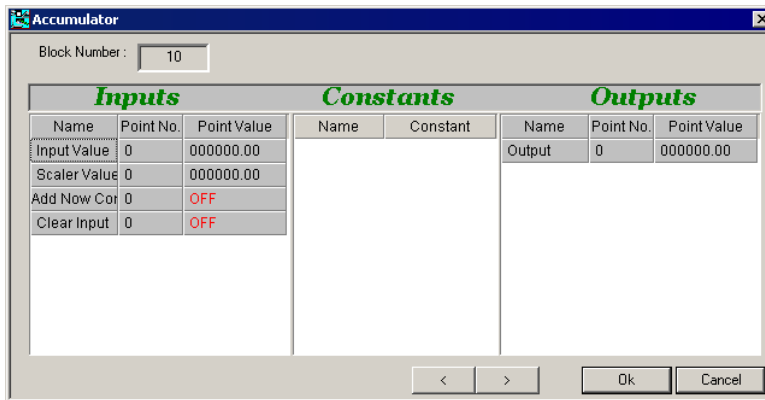 Accumulator
Block Number: 10
Inputs Constants Outputs
Name Point No. Point Value Name Constant Name Point No. Point Value
Input Value 0 000000.00 Output 0 000000.00
Scaler Value 0 000000.00
Add Now Cor 0 OFF
Clear Input 0 OFF
< > Ok Cancel